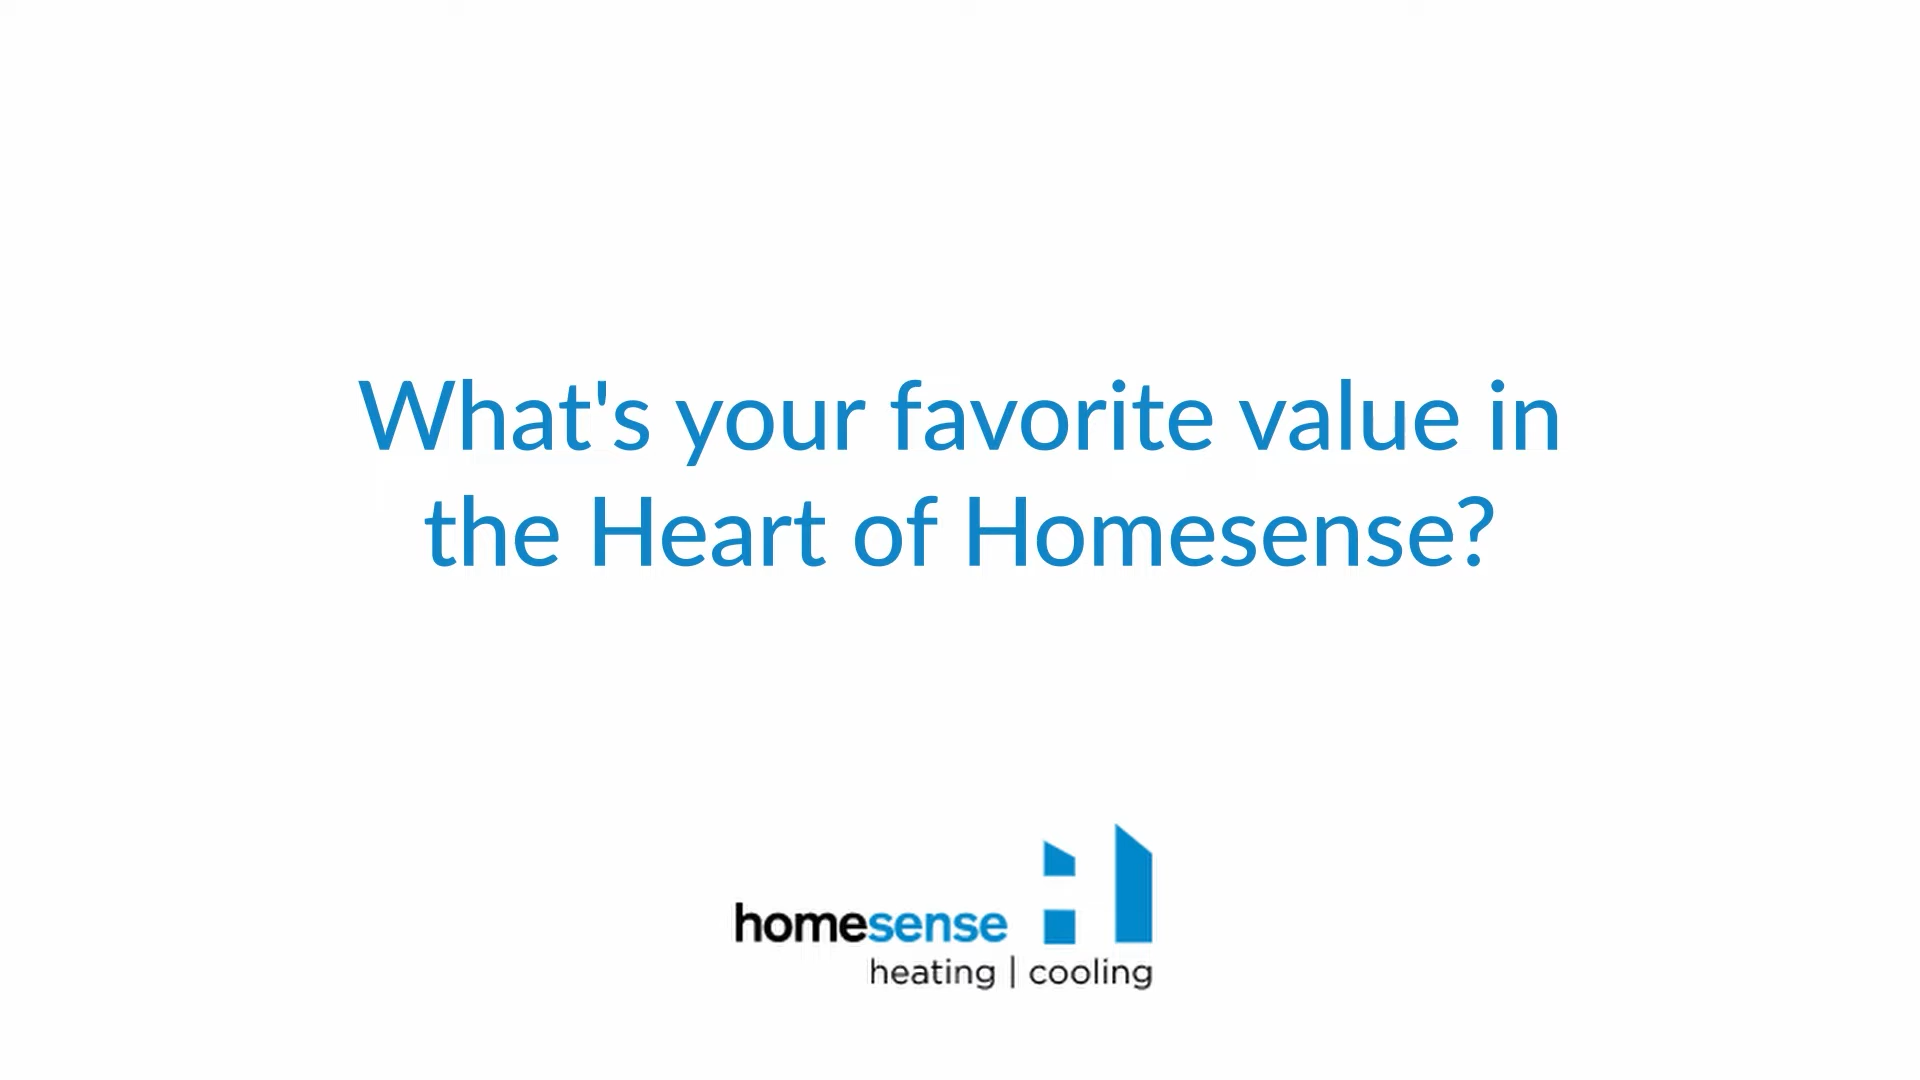 What's your favorite value in
the Heart of Homesense?
homesense
heating | cooling